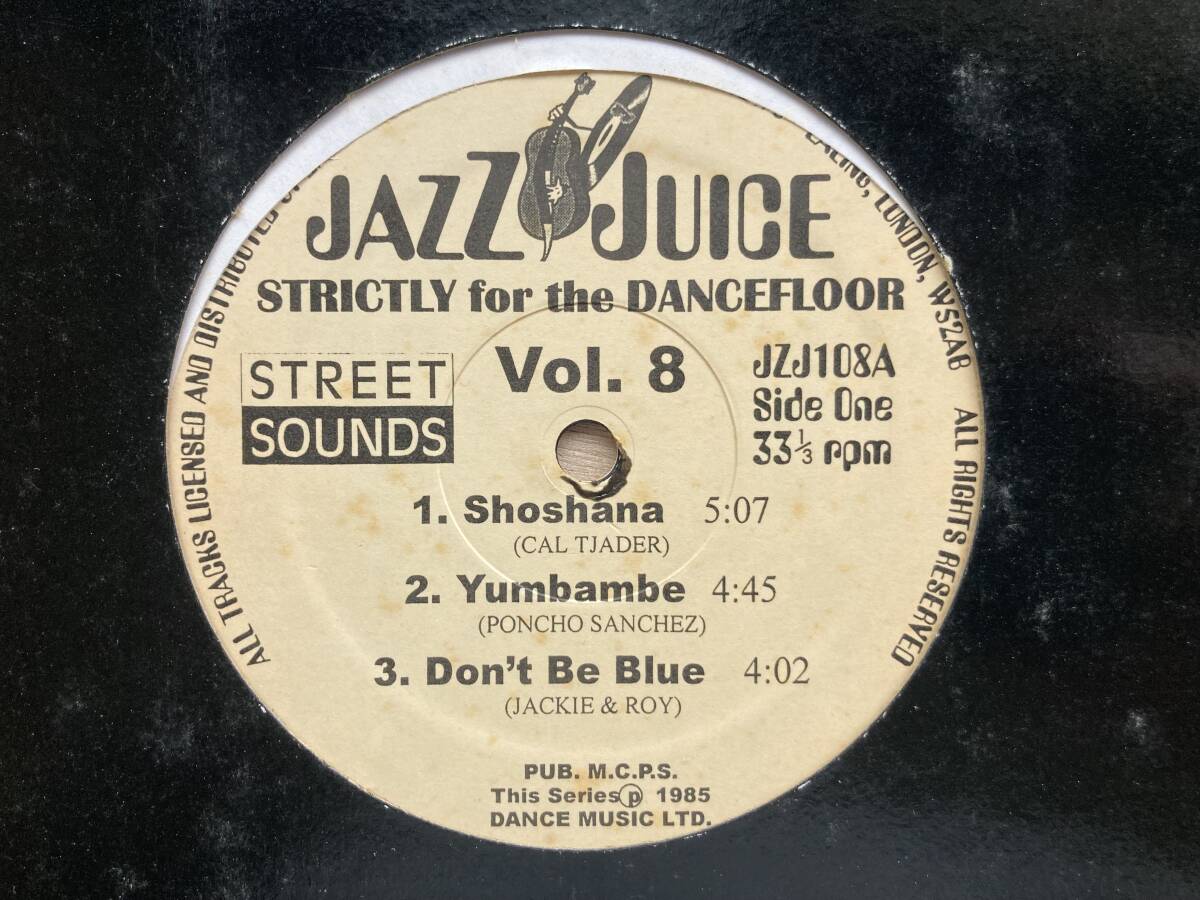 JAZZ JUICE
STRICTLY for the DANCEFLOOR
STREET
SOUNDS
Vol. 8
JZJ108A
Side One
33⅓ rpm
1. Shoshana 5:07
(CAL TJADER)
2. Yumbambe 4:45
(PONCHO SANCHEZ)
3. Don't Be Blue 4:02
(JACKIE & ROY)
PUB. M.C.P.S.
This Series ℗ 1985
DANCE MUSIC LTD.
ALL TRACKS LICENSED AND DISTRIBUTED
EALING, LONDON, W52AB ALL RIGHTS RESERVED